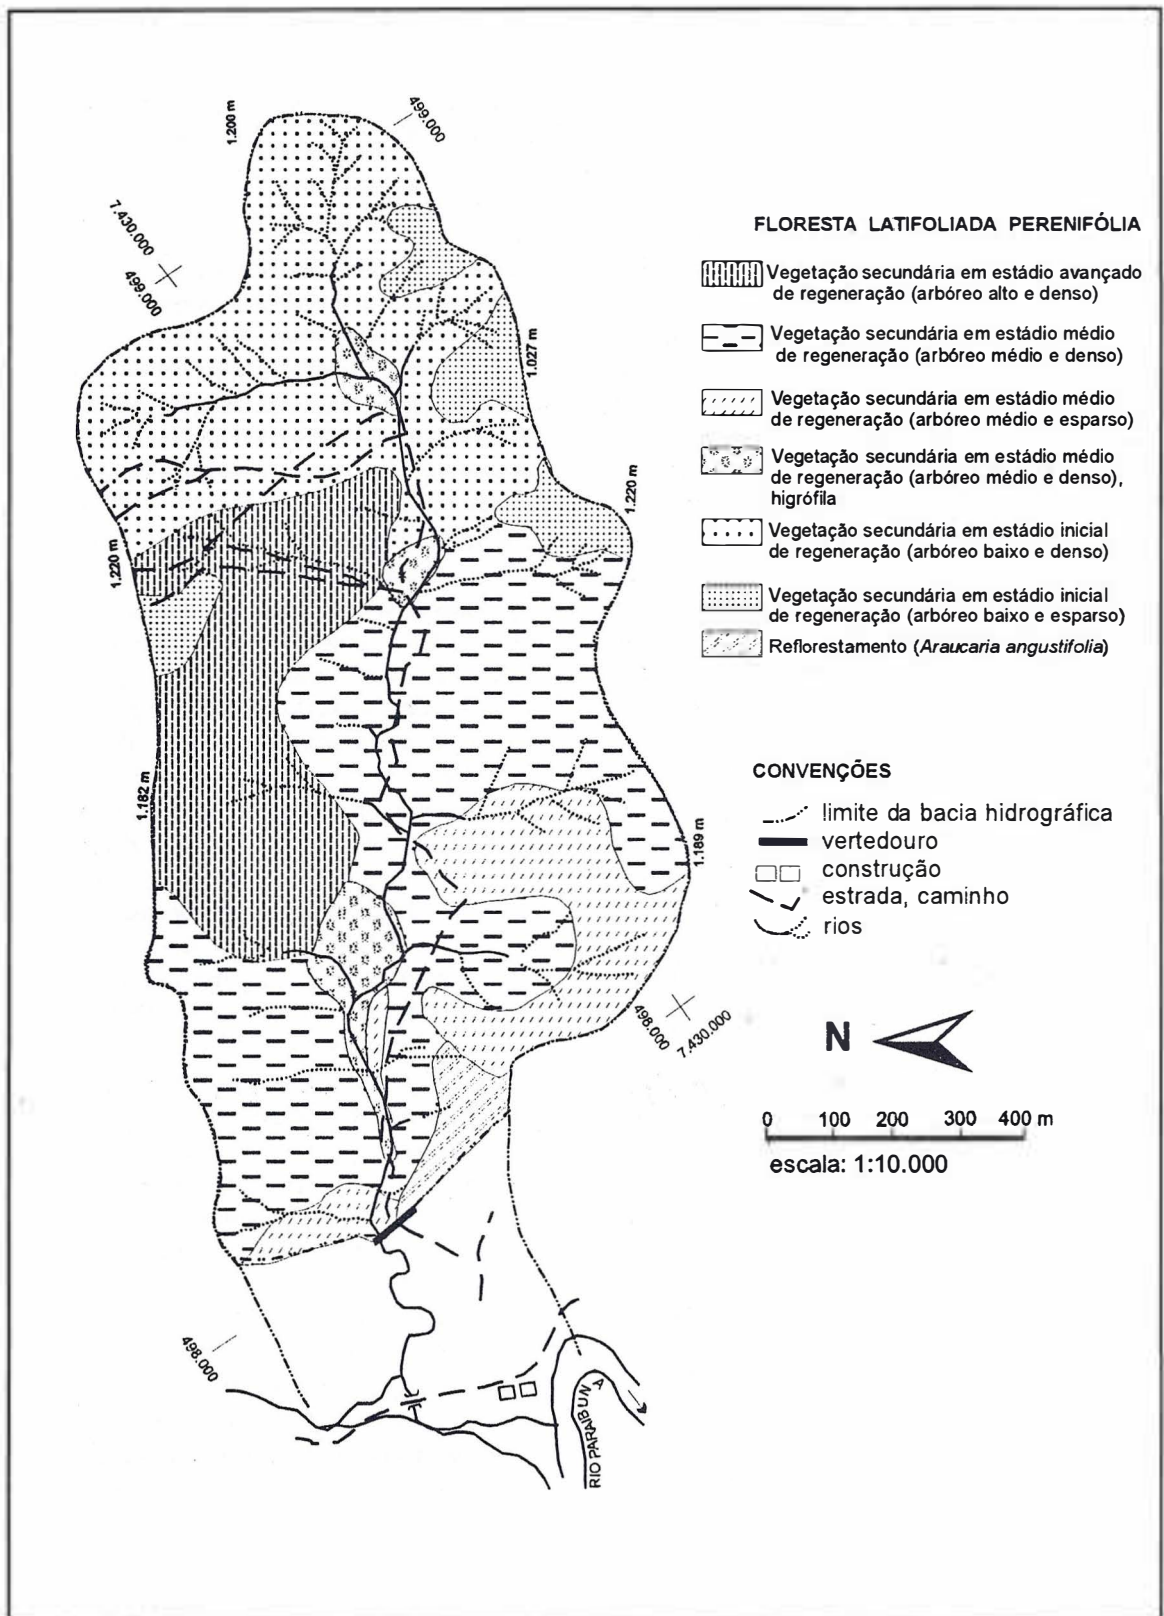 1.200 m
499.000
7.430.000
499.000
1.027 m
1.220 m
1.220 m
1.182 m
1.189 m
498.000
7.430.000
498.000
RIO PARAIBUNA
FLORESTA LATIFOLIADA PERENIFÓLIA
Vegetação secundária em estádio avançado
de regeneração (arbóreo alto e denso)
Vegetação secundária em estádio médio
de regeneração (arbóreo médio e denso)
Vegetação secundária em estádio médio
de regeneração (arbóreo médio e esparso)
Vegetação secundária em estádio médio
de regeneração (arbóreo médio e denso),
higrófila
Vegetação secundária em estádio inicial
de regeneração (arbóreo baixo e denso)
Vegetação secundária em estádio inicial
de regeneração (arbóreo baixo e esparso)
Reflorestamento (Araucaria angustifolia)
CONVENÇÕES
limite da bacia hidrográfica
vertedouro
construção
estrada, caminho
rios
N
0 100 200 300 400 m
escala: 1:10.000